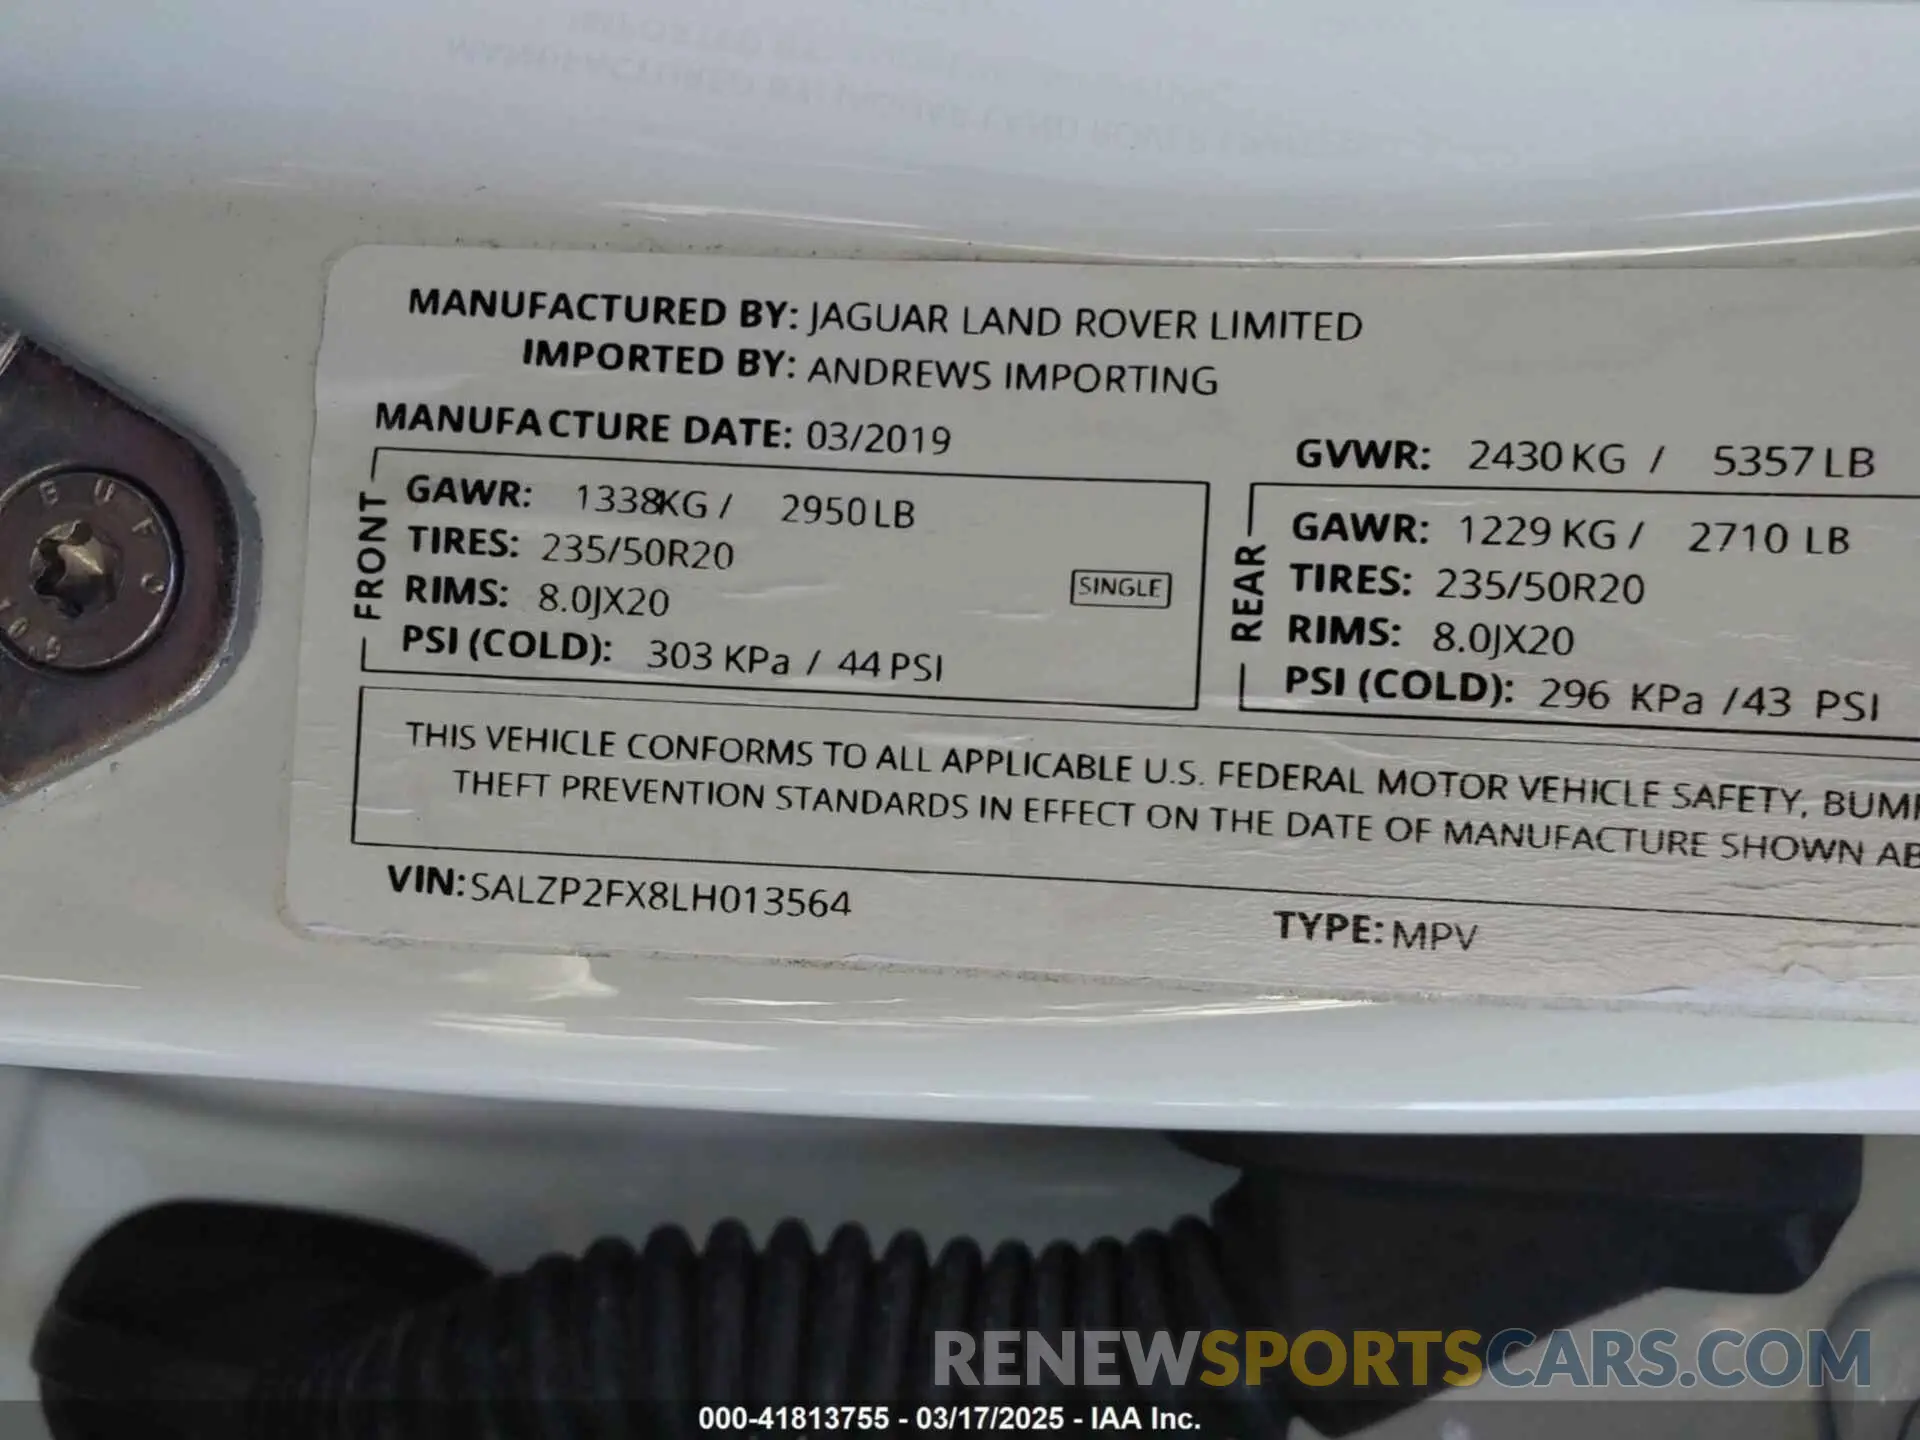 MANUFACTURED BY: JAGUAR LAND ROVER LIMITED
IMPORTED BY: ANDREWS IMPORTING
MANUFACTURE DATE: 03/2019
GVWR: 2430 KG / 5357 LB
FRONT
GAWR: 1338KG / 2950 LB
TIRES: 235/50R20
RIMS: 8.0JX20
PSI (COLD): 303 KPa / 44 PSI
SINGLE
REAR
GAWR: 1229 KG / 2710 LB
TIRES: 235/50R20
RIMS: 8.0JX20
PSI (COLD): 296 KPa /43 PSI
THIS VEHICLE CONFORMS TO ALL APPLICABLE U.S. FEDERAL MOTOR VEHICLE SAFETY,
THEFT PREVENTION STANDARDS IN EFFECT ON THE DATE OF MANUFACTURE SHOWN
VIN: SALZP2FX8LH013564
TYPE: MPV
RENEWSPORTSCARS.COM
000-41813755 - 03/17/2025 - IAA Inc.